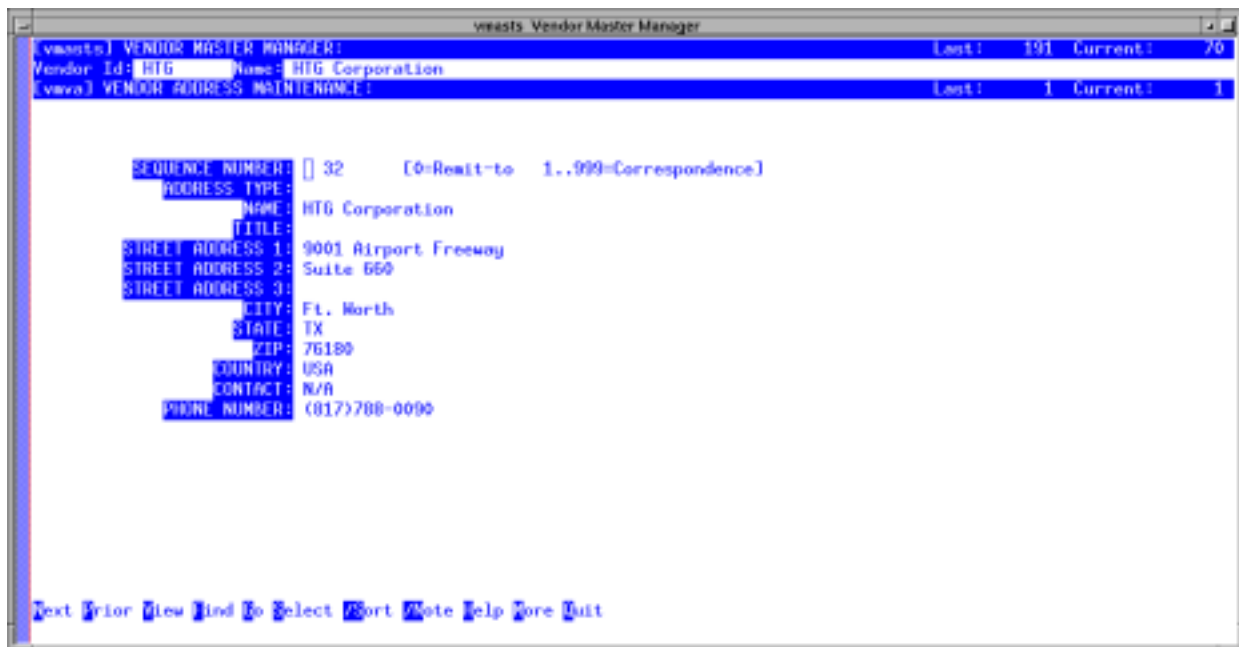 vmasts Vendor Master Manager
[vmasts] VENDOR MASTER MANAGER: Last: 191 Current: 70
Vendor Id: HTG Name: HTG Corporation
[vmva] VENDOR ADDRESS MAINTENANCE: Last: 1 Current: 1
SEQUENCE NUMBER: 32 [0=Remit-to 1..999=Correspondence]
ADDRESS TYPE:
NAME: HTG Corporation
TITLE:
STREET ADDRESS 1: 9001 Airport Freeway
STREET ADDRESS 2: Suite 660
STREET ADDRESS 3:
CITY: Ft. Worth
STATE: TX
ZIP: 76180
COUNTRY: USA
CONTACT: N/A
PHONE NUMBER: (817)788-0090
Next Prior View Find Go Select Note Help More Quit